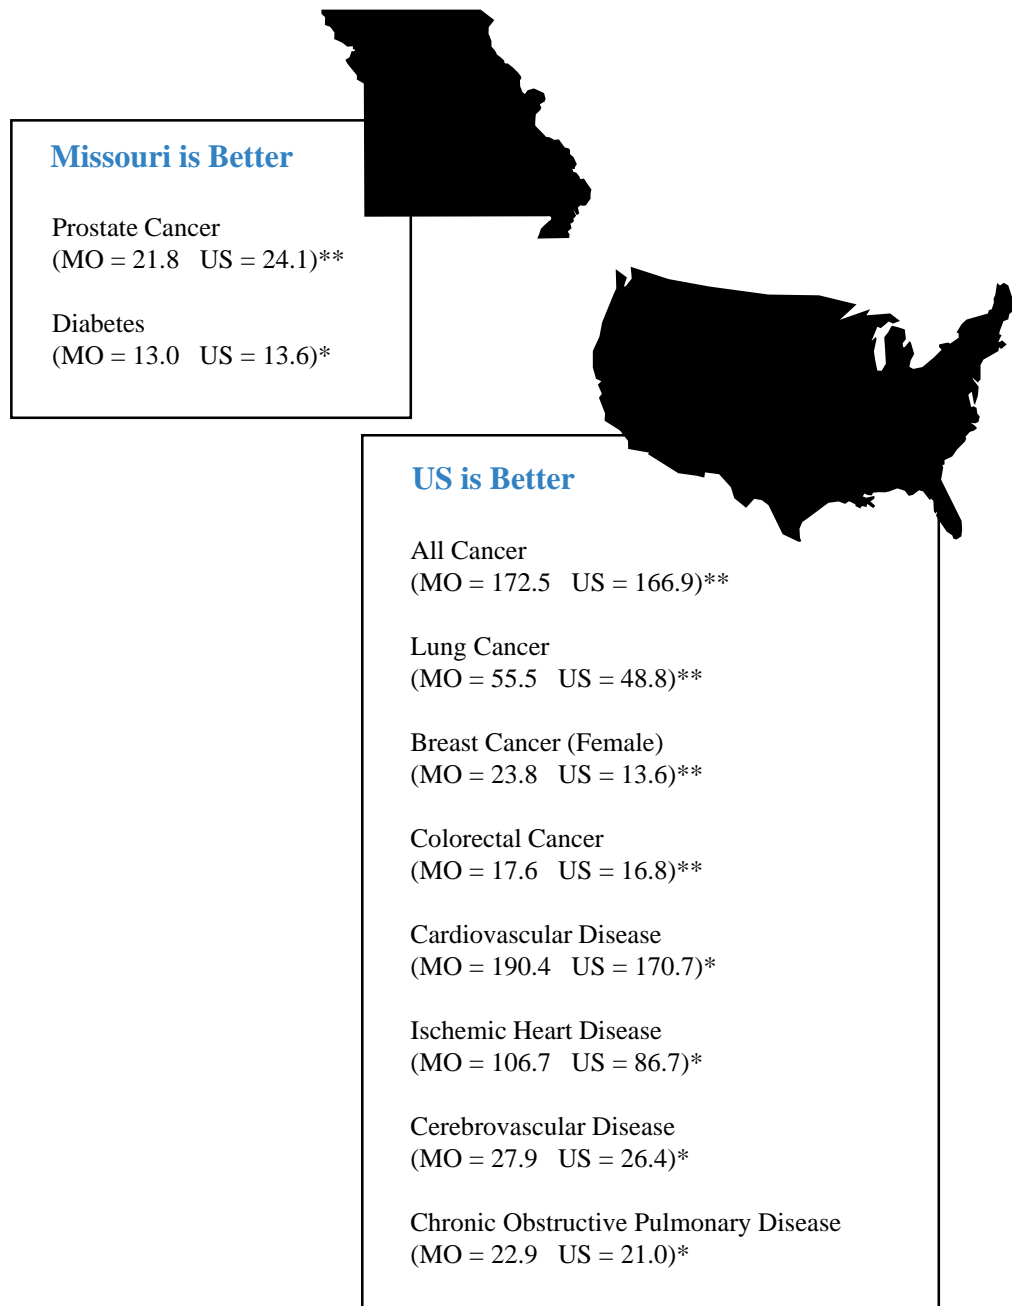 Missouri is Better
Prostate Cancer
(MO = 21.8 US = 24.1)**
Diabetes
(MO = 13.0 US = 13.6)*
US is Better
All Cancer
(MO = 172.5 US = 166.9)**
Lung Cancer
(MO = 55.5 US = 48.8)**
Breast Cancer (Female)
(MO = 23.8 US = 13.6)**
Colorectal Cancer
(MO = 17.6 US = 16.8)**
Cardiovascular Disease
(MO = 190.4 US = 170.7)*
Ischemic Heart Disease
(MO = 106.7 US = 86.7)*
Cerebrovascular Disease
(MO = 27.9 US = 26.4)*
Chronic Obstructive Pulmonary Disease
(MO = 22.9 US = 21.0)*